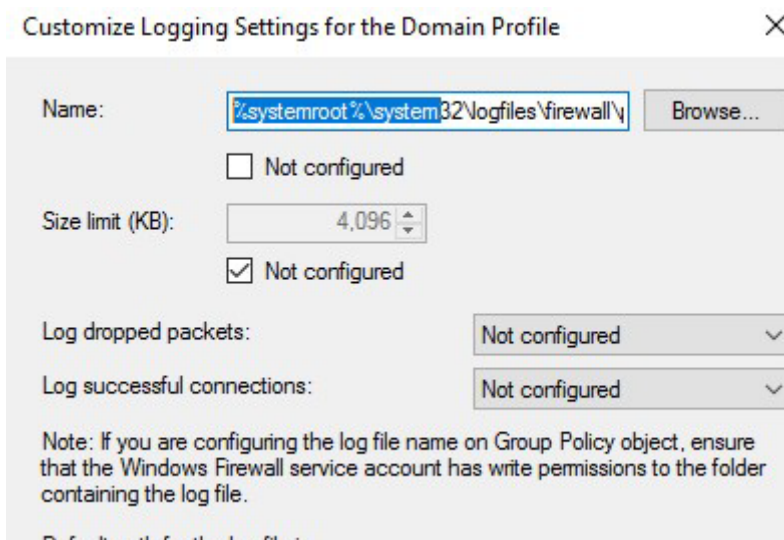 Customize Logging Settings for the Domain Profile
Name: %systemroot%\system32\logfiles\firewall\ Browse...
Not configured
Size limit (KB): 4,096
Not configured
Log dropped packets: Not configured
Log successful connections: Not configured
Note: If you are configuring the log file name on Group Policy object, ensure
that the Windows Firewall service account has write permissions to the folder
containing the log file.